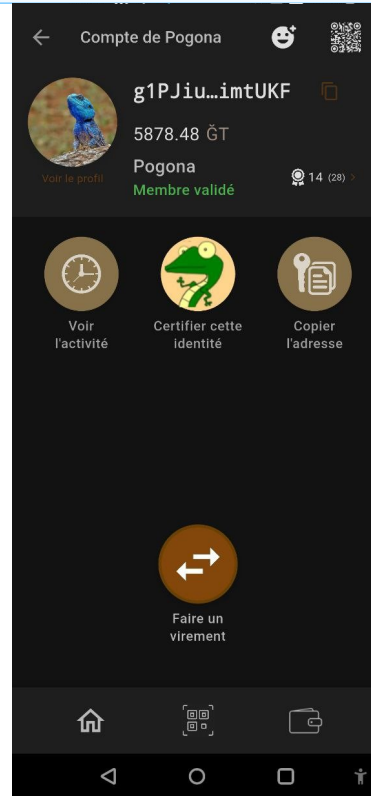 Compte de Pogona
g1PJiu...imtUKF
5878.48 ĞT
Pogona
Voir le profil
Membre validé
14 (28)
Voir
l'activité
Certifier cette
identité
Copier
l'adresse
Faire un
virement